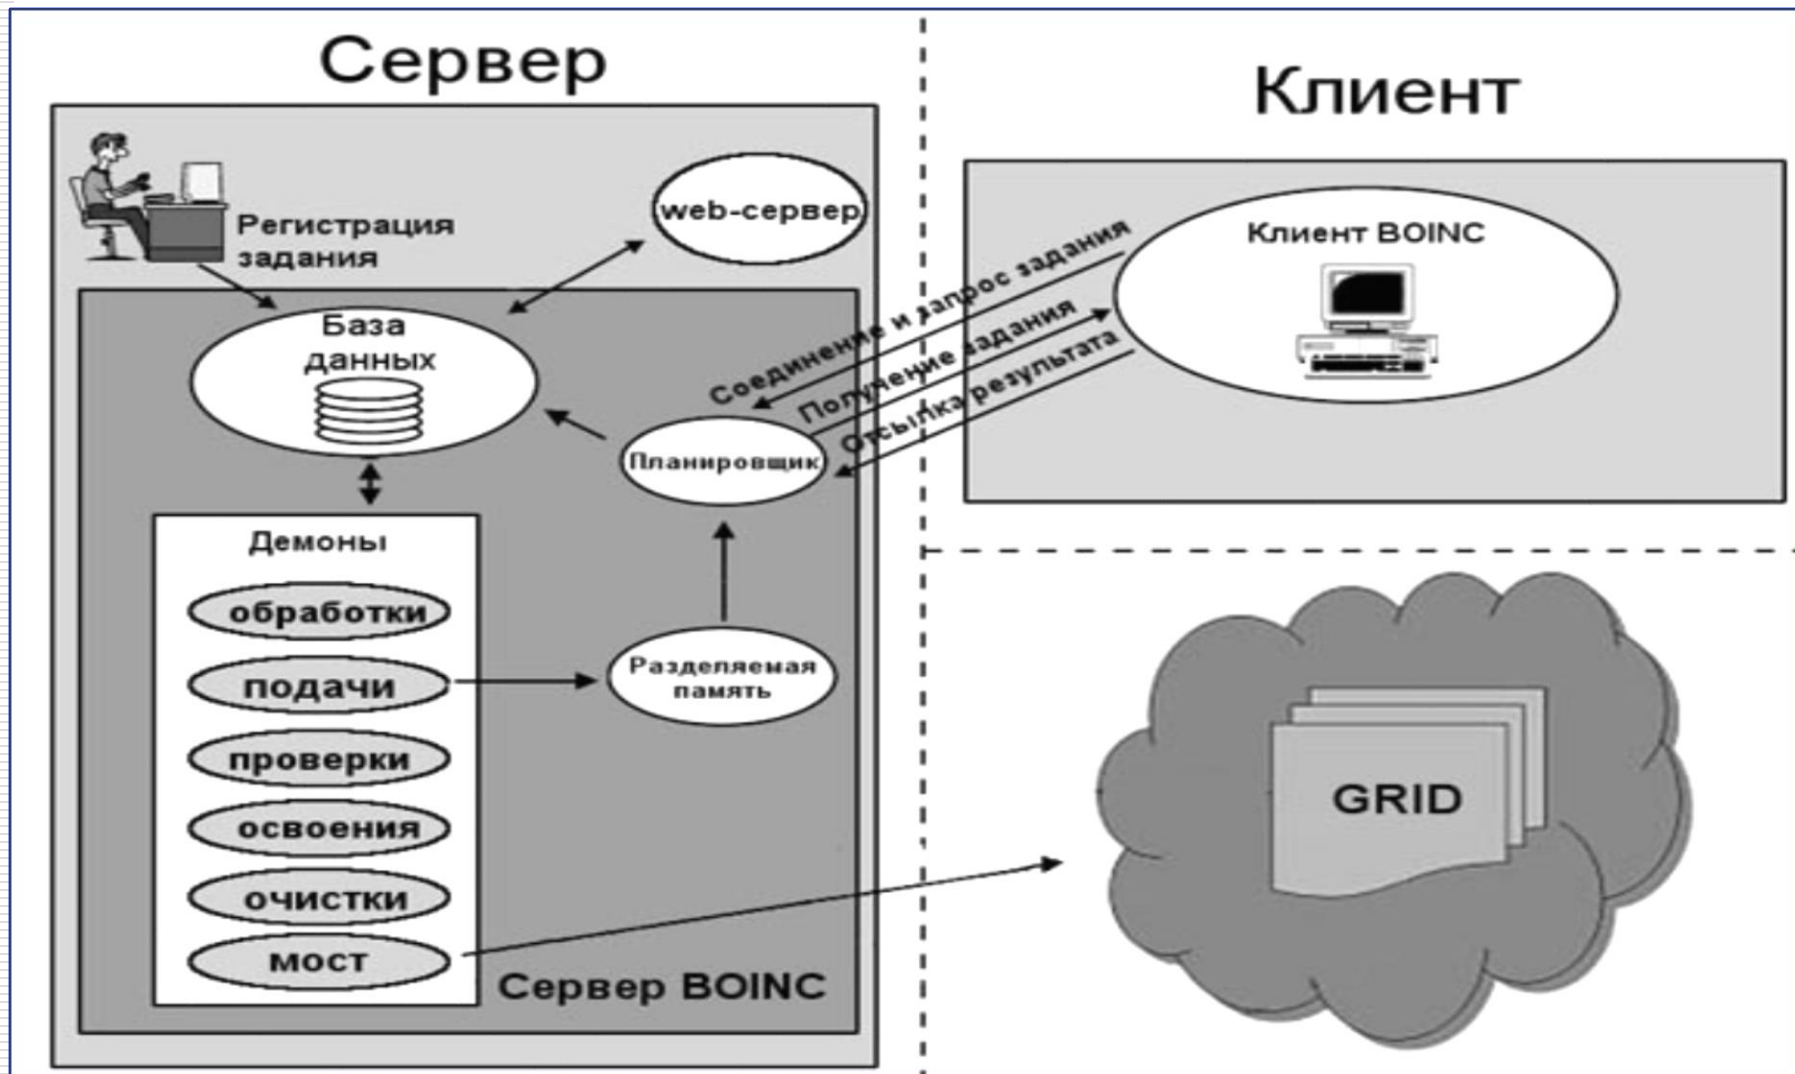 Сервер
Клиент
Регистрация
задания
web-сервер
База
данных
Соединение и запрос задания
Получение задания
Отсылка результата
Клиент BOINC
Планировщик
Демоны
обработки
подачи
проверки
освоения
очистки
мост
Разделяемая
память
Сервер BOINC
GRID